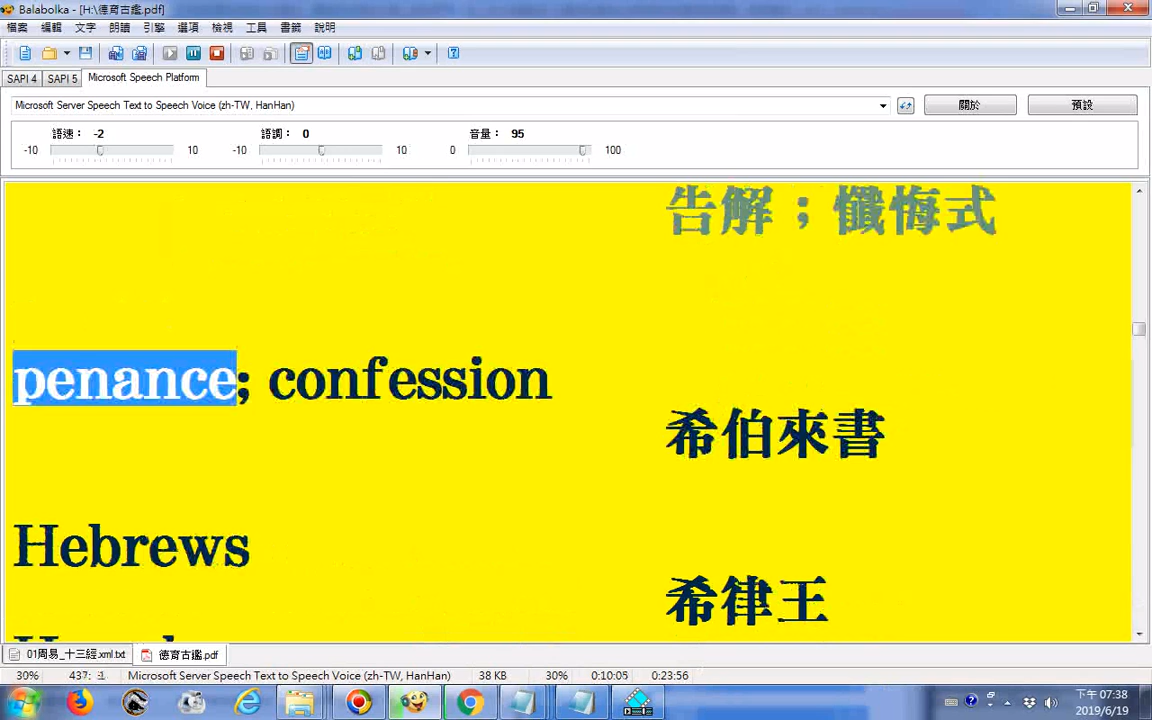 Balabolka - [H:\德育古鑑.pdf]
檔案 編輯 文字 朗讀 引擎 選項 檢視 工具 書籤 說明
SAPI 4 SAPI 5 Microsoft Speech Platform
Microsoft Server Speech Text to Speech Voice (zh-TW, HanHan) 關於 預設
語速： -2 語調： 0 音量： 95
-10 10 -10 10 0 100
告解；懺悔式
penance; confession
希伯來書
Hebrews
希律王
01周易_十三經.xml.txt 德育古鑑.pdf
30% 437: 1 Microsoft Server Speech Text to Speech Voice (zh-TW, HanHan) 38 KB 30% 0:10:05 0:23:56
下午 07:38
2019/6/19